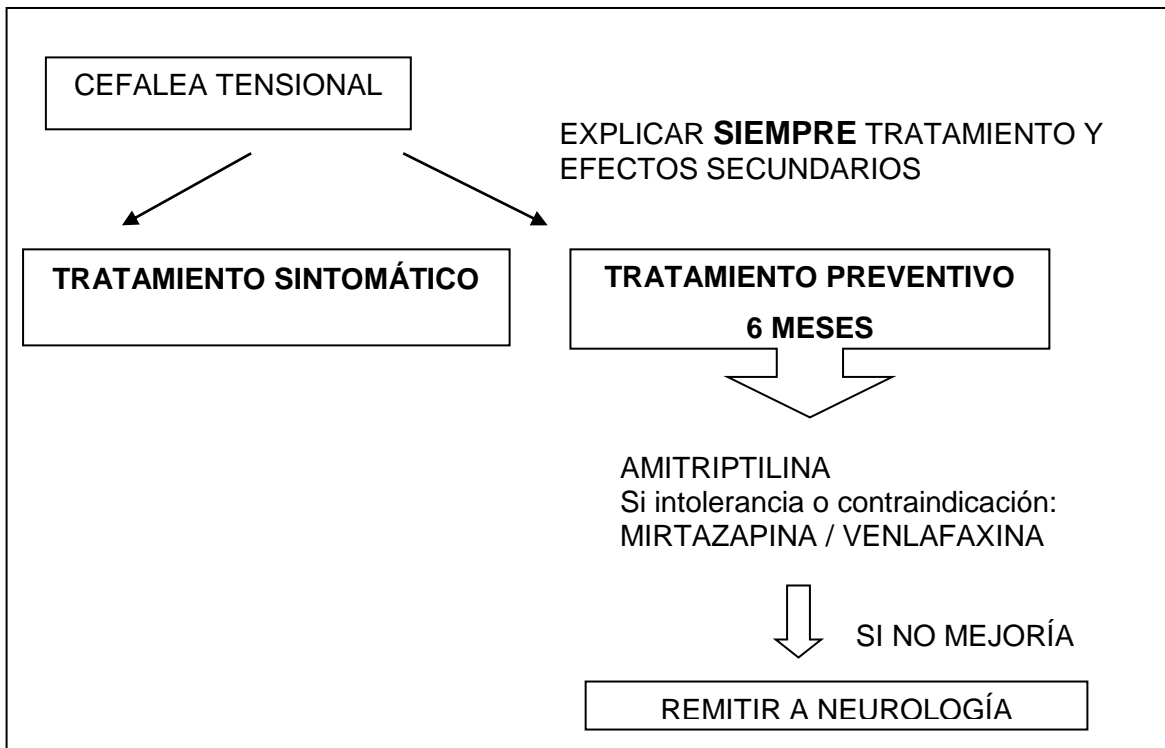 CEFALEA TENSIONAL
EXPLICAR SIEMPRE TRATAMIENTO Y
EFECTOS SECUNDARIOS
TRATAMIENTO SINTOMÁTICO
TRATAMIENTO PREVENTIVO
6 MESES
AMITRIPTILINA
Si intolerancia o contraindicación:
MIRTAZAPINA / VENLAFAXINA
SI NO MEJORÍA
REMITIR A NEUROLOGÍA